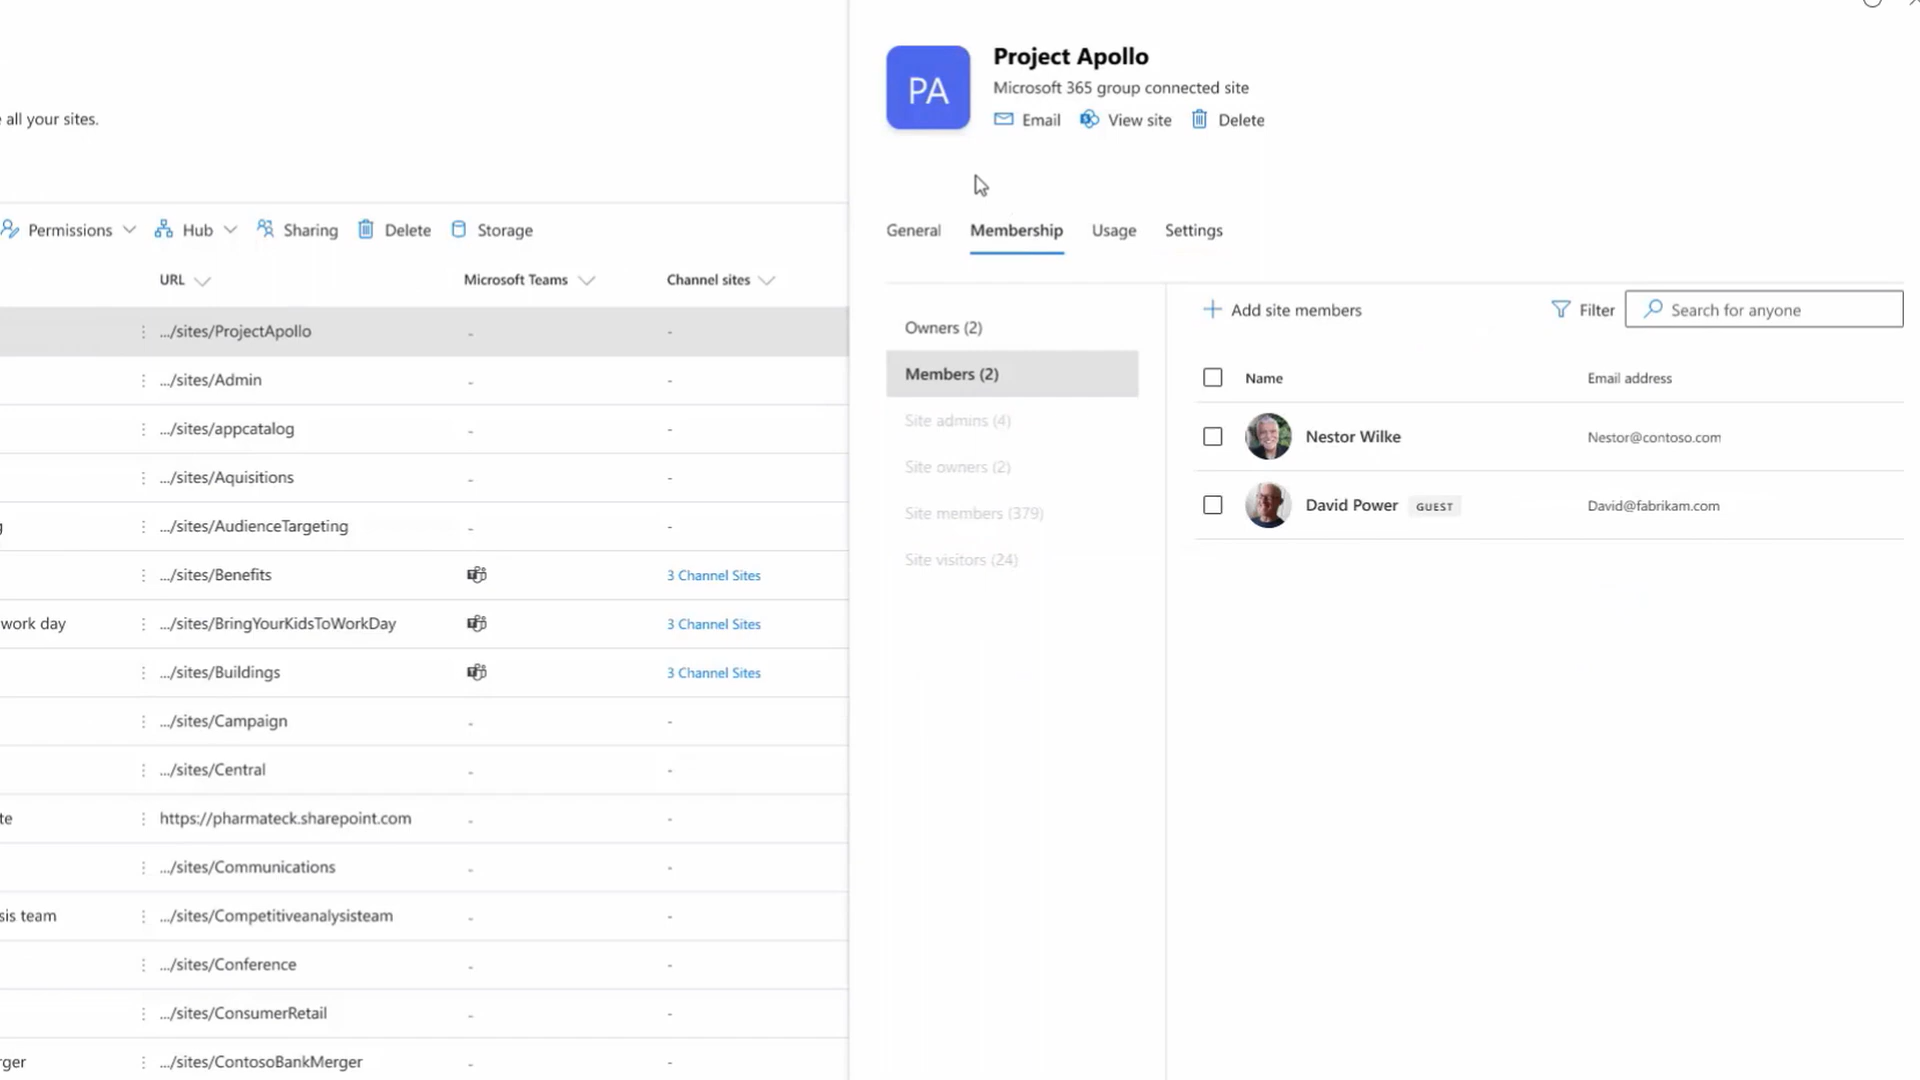 all your sites.
Permissions
Hub
Sharing
Delete
Storage
URL
Microsoft Teams
Channel sites
.../sites/ProjectApollo - -
.../sites/Admin - -
.../sites/appcatalog - -
.../sites/Aquisitions - -
.../sites/AudienceTargeting - -
.../sites/Benefits 3 Channel Sites
work day .../sites/BringYourKidsToWorkDay 3 Channel Sites
.../sites/Buildings 3 Channel Sites
.../sites/Campaign - -
.../sites/Central - -
te https://pharmateck.sharepoint.com - -
.../sites/Communications - -
sis team .../sites/Competitiveanalysisteam - -
.../sites/Conference - -
.../sites/ConsumerRetail - -
rger .../sites/ContosoBankMerger - -
PA
Project Apollo
Microsoft 365 group connected site
Email
View site
Delete
General
Membership
Usage
Settings
Owners (2)
Members (2)
Site admins (4)
Site owners (2)
Site members (379)
Site visitors (24)
Add site members
Filter
Search for anyone
Name
Email address
Nestor Wilke
Nestor@contoso.com
David Power GUEST
David@fabrikam.com